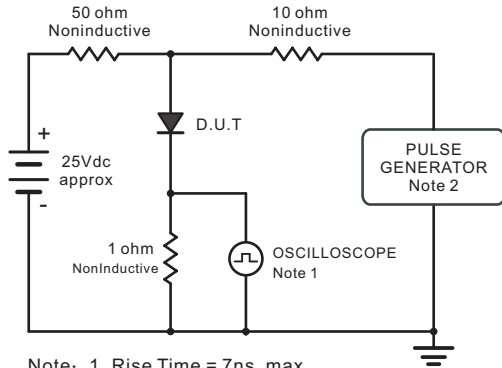 50 ohm
Noninductive
10 ohm
Noninductive
D.U.T
+
25Vdc
approx
-
PULSE
GENERATOR
Note 2
1 ohm
NonInductive
OSCILLOSCOPE
Note 1
Note: 1. Rise Time = 7ns, max.